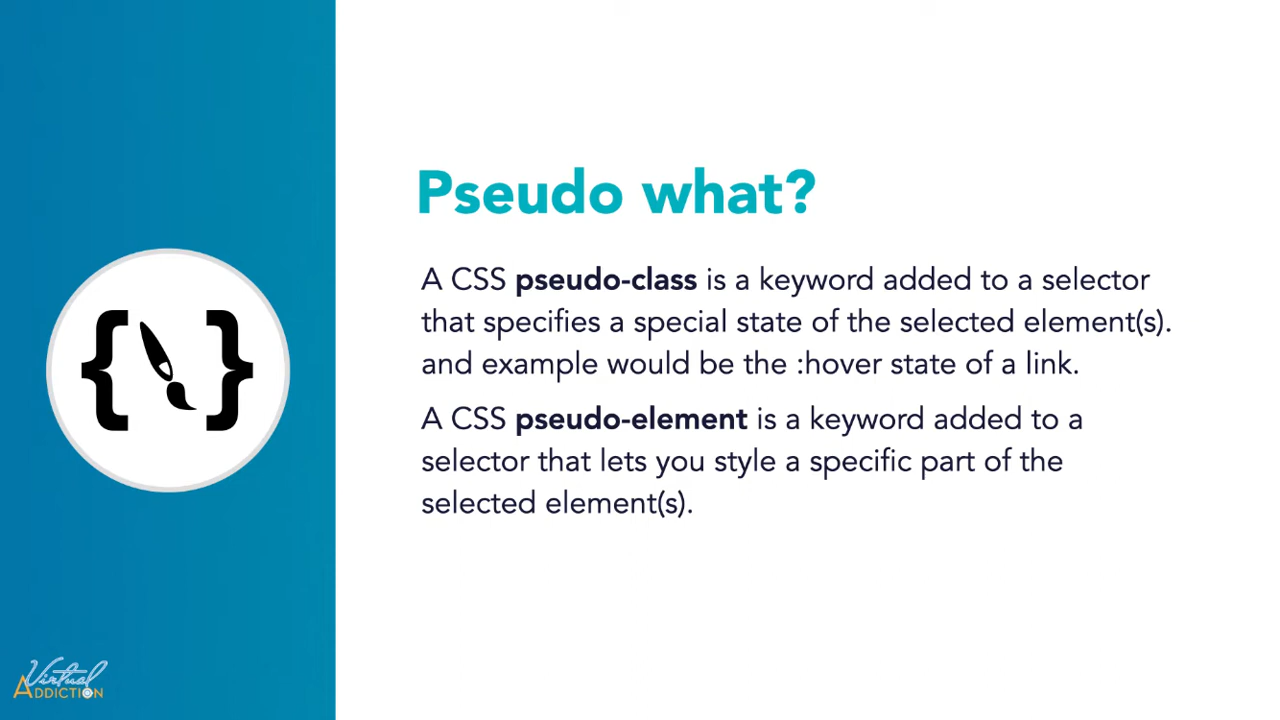 Pseudo what?
A CSS pseudo-class is a keyword added to a selector
that specifies a special state of the selected element(s).
and example would be the :hover state of a link.
A CSS pseudo-element is a keyword added to a
selector that lets you style a specific part of the
selected element(s).
{ }
Virtual
ADDICTION